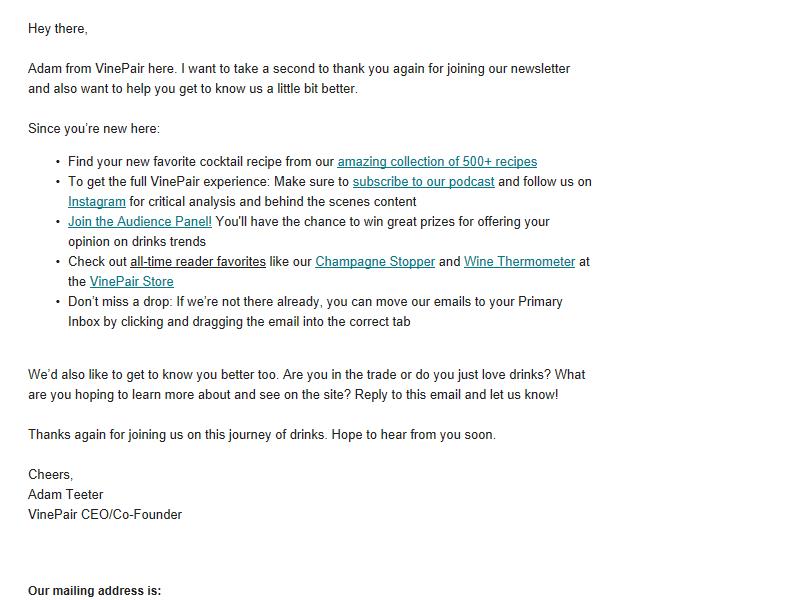 Hey there,
Adam from VinePair here. I want to take a second to thank you again for joining our newsletter
and also want to help you get to know us a little bit better.
Since you’re new here:
• Find your new favorite cocktail recipe from our amazing collection of 500+ recipes
• To get the full VinePair experience: Make sure to subscribe to our podcast and follow us on
Instagram for critical analysis and behind the scenes content
• Join the Audience Panel! You'll have the chance to win great prizes for offering your
opinion on drinks trends
• Check out all-time reader favorites like our Champagne Stopper and Wine Thermometer at
the VinePair Store
• Don’t miss a drop: If we’re not there already, you can move our emails to your Primary
Inbox by clicking and dragging the email into the correct tab
We’d also like to get to know you better too. Are you in the trade or do you just love drinks? What
are you hoping to learn more about and see on the site? Reply to this email and let us know!
Thanks again for joining us on this journey of drinks. Hope to hear from you soon.
Cheers,
Adam Teeter
VinePair CEO/Co-Founder
Our mailing address is: